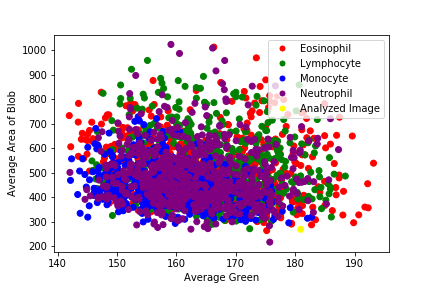 1000
900
800
700
600
500
400
300
200
Average Area of Blob
Eosinophil
Lymphocyte
Monocyte
Neutrophil
Analyzed Image
140 150 160 170 180 190
Average Green